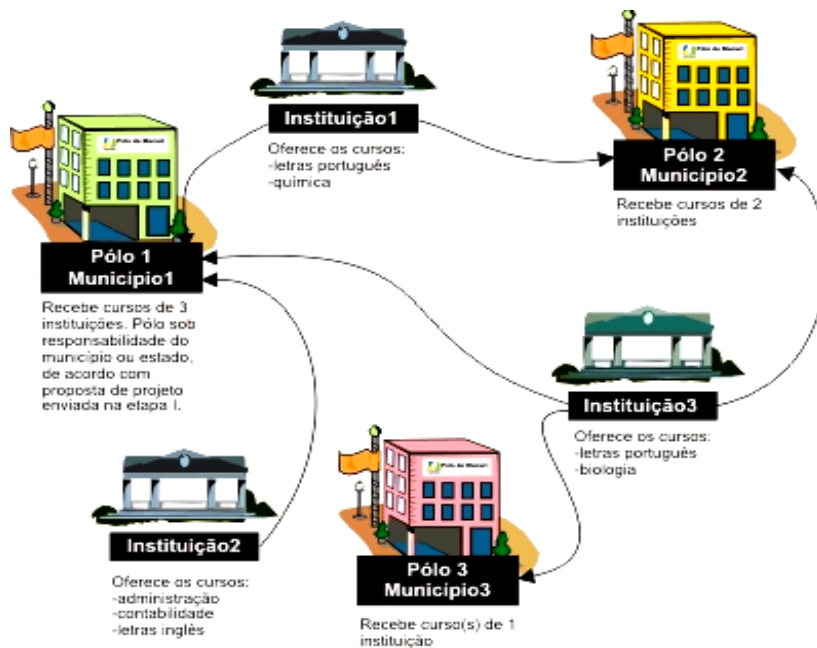 Instituição1
Oferece os cursos:
-letras português
-química
Pólo 2
Município2
Recebe cursos de 2
instituições
Pólo 1
Município1
Recebe cursos de 3
instituições. Pólo sob
responsabilidade do
município ou estado,
de acordo com
proposta de projeto
enviada na etapa I.
Instituição3
Oferece os cursos:
-letras português
-biologia
Instituição2
Oferece os cursos:
-administração
-contabilidade
-letras inglês
Pólo 3
Município3
Recebe curso(s) de 1
instituição